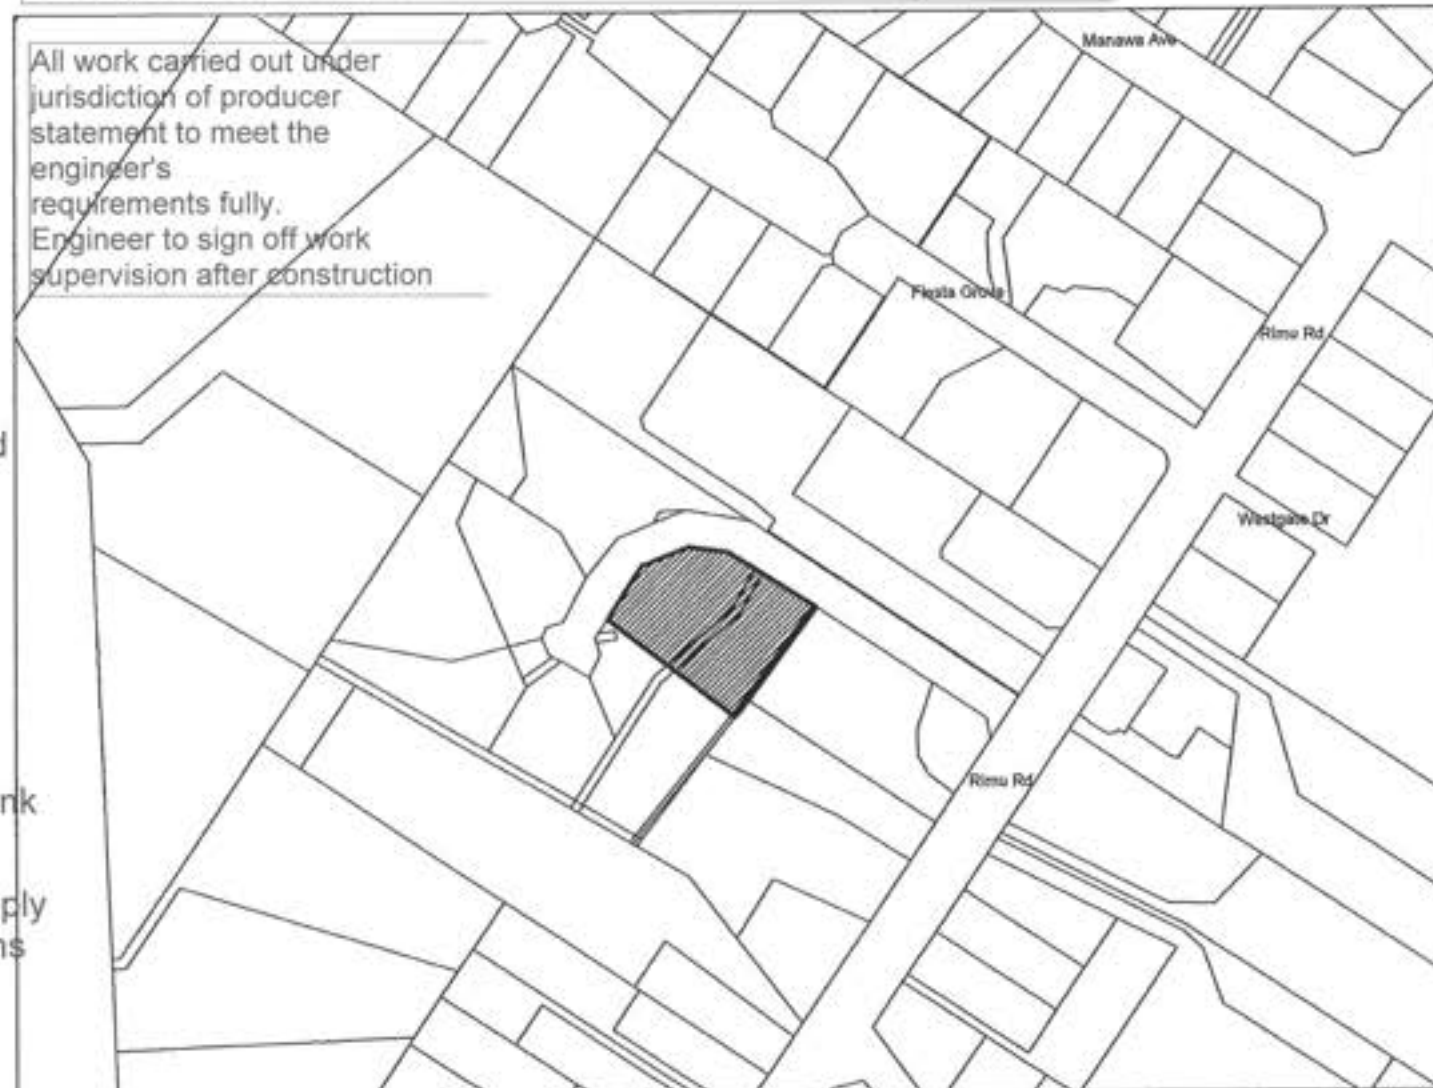 All work carried out under
jurisdiction of producer
statement to meet the
engineer's
requirements fully.
Engineer to sign off work
supervision after construction
Manawa Ave
Fiesta Grove
Rimu Rd
d
Westgate Dr
Rimu Rd
nk
ply
ns